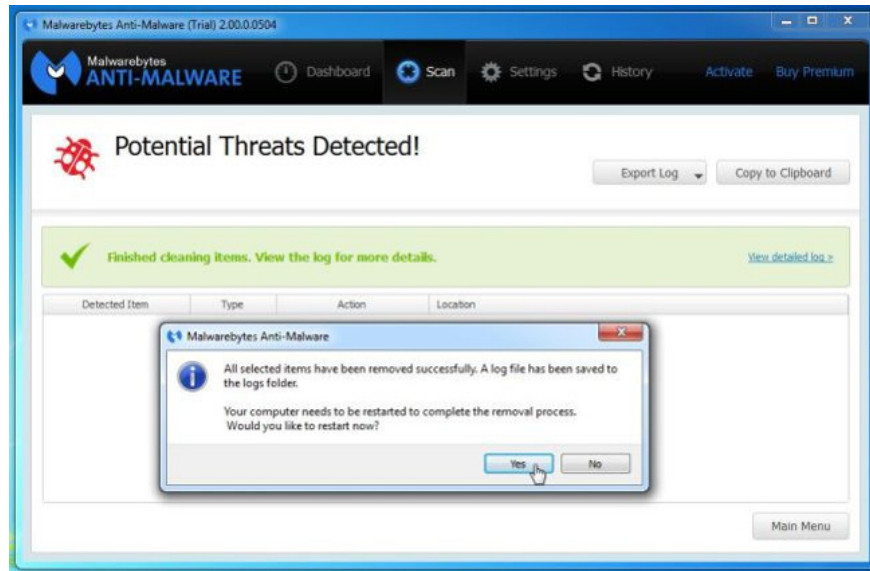 Malwarebytes Anti-Malware (Trial) 2.00.0.0504
Malwarebytes
ANTI-MALWARE
Dashboard
Scan
Settings
History
Activate
Buy Premium
Potential Threats Detected!
Export Log
Copy to Clipboard
Finished cleaning items. View the log for more details.
View detailed log »
Detected Item Type Action Location
Malwarebytes Anti-Malware
All selected items have been removed successfully. A log file has been saved to
the logs folder.
Your computer needs to be restarted to complete the removal process.
Would you like to restart now?
Yes
No
Main Menu